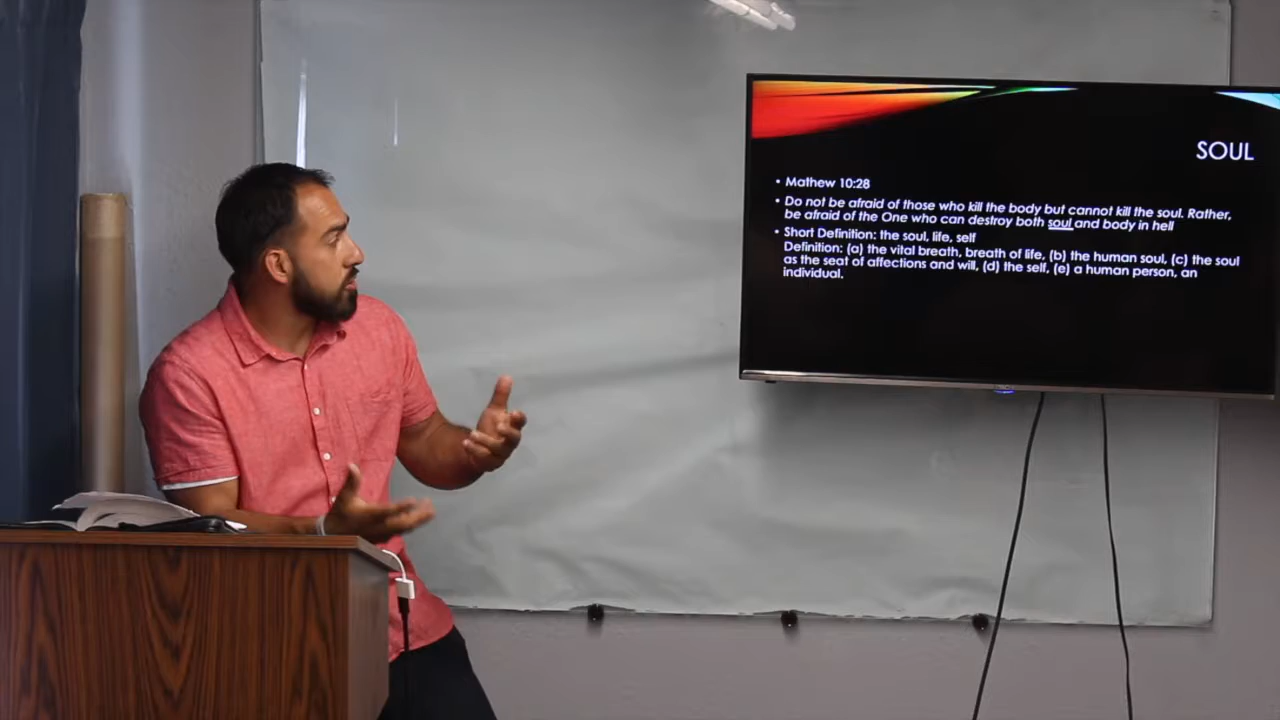 SOUL
• Mathew 10:28
• Do not be afraid of those who kill the body but cannot kill the soul. Rather,
be afraid of the One who can destroy both soul and body in hell
• Short Definition: the soul, life, self
Definition: (a) the vital breath, breath of life, (b) the human soul, (c) the soul
as the seat of affections and will, (d) the self, (e) a human person, an
individual.